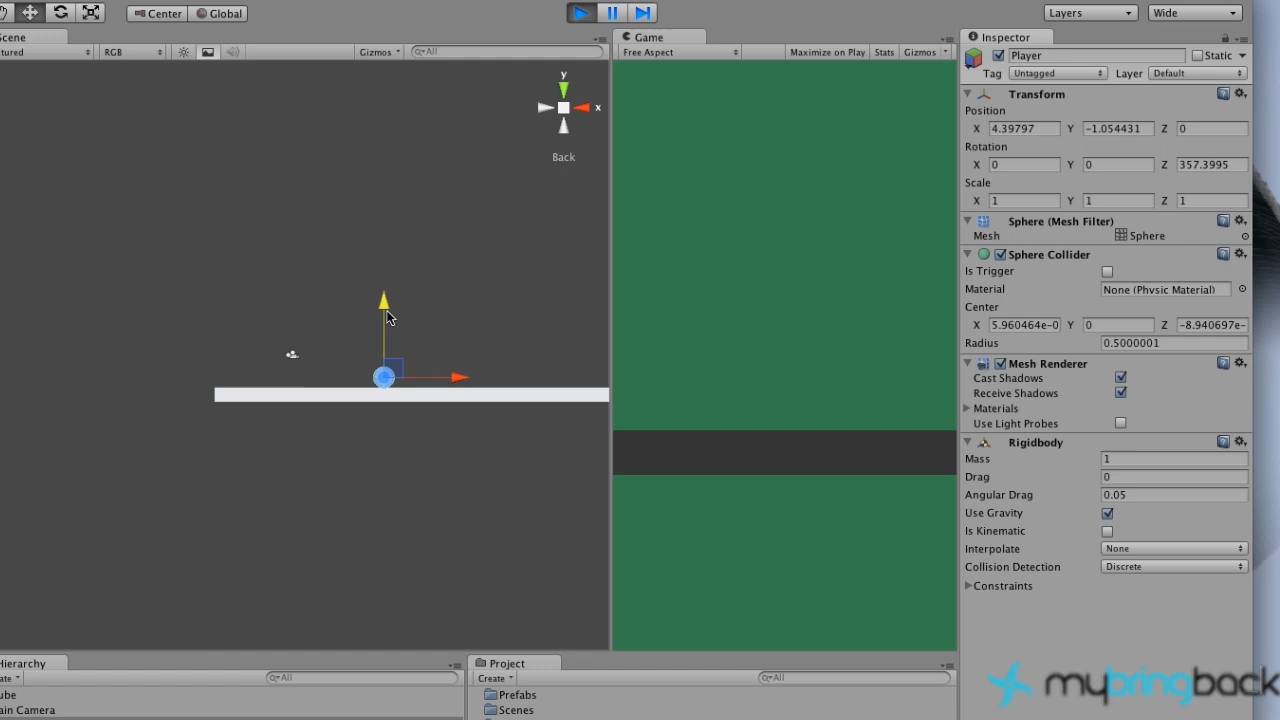 Center Global Layers Wide
Scene Game Inspector
tured RGB Gizmos All Free Aspect Maximize on Play Stats Gizmos
Player Static
Tag Untagged Layer Default
y
x
Back
Transform
Position
X 4.39797 Y -1.054431 Z 0
Rotation
X 0 Y 0 Z 357.3995
Scale
X 1 Y 1 Z 1
Sphere (Mesh Filter)
Mesh Sphere
Sphere Collider
Is Trigger
Material None (Physic Material)
Center
X 5.960464e-0 Y 0 Z -8.940697e-
Radius 0.5000001
Mesh Renderer
Cast Shadows
Receive Shadows
Materials
Use Light Probes
Rigidbody
Mass 1
Drag 0
Angular Drag 0.05
Use Gravity
Is Kinematic
Interpolate None
Collision Detection Discrete
Constraints
Hierarchy Project
ate All Create All
ube Prefabs
ain Camera Scenes
mybringback